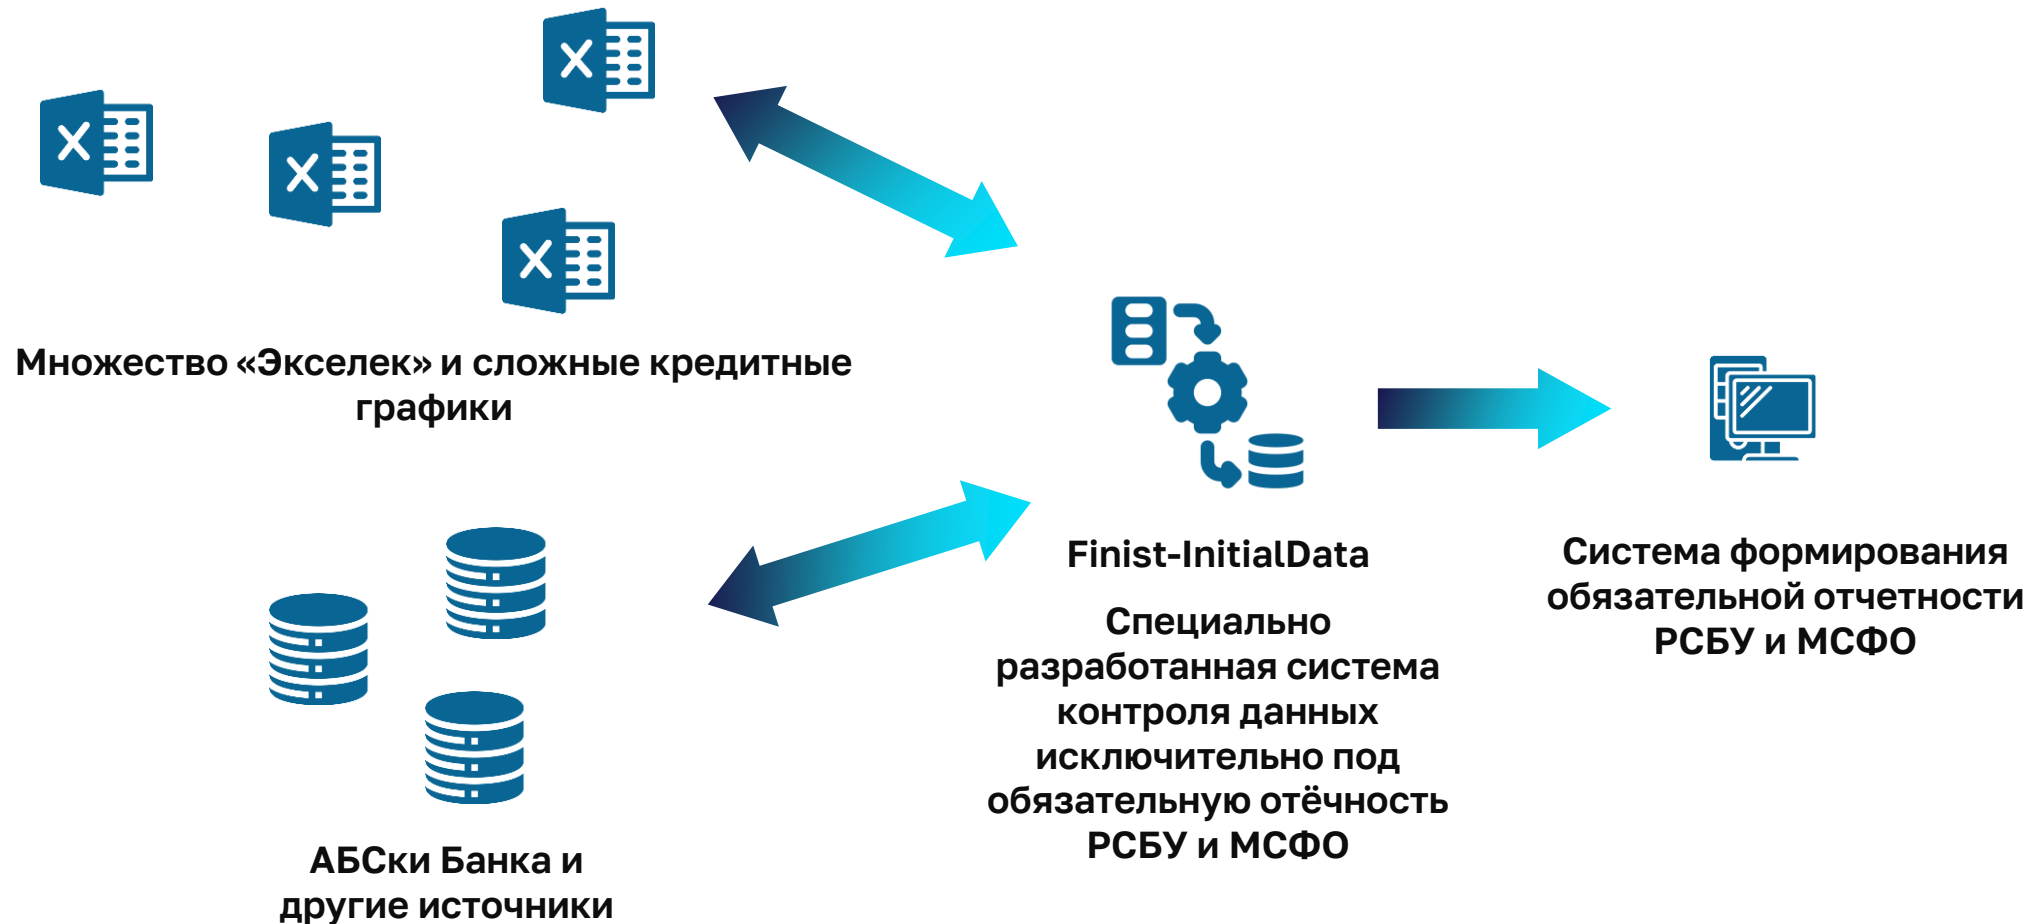 Множество «Экселек» и сложные кредитные
графики
АБСки Банка и
другие источники
Finist-InitialData
Специально
разработанная система
контроля данных
исключительно под
обязательную отёчность
РСБУ и МСФО
Система формирования
обязательной отчетности
РСБУ и МСФО